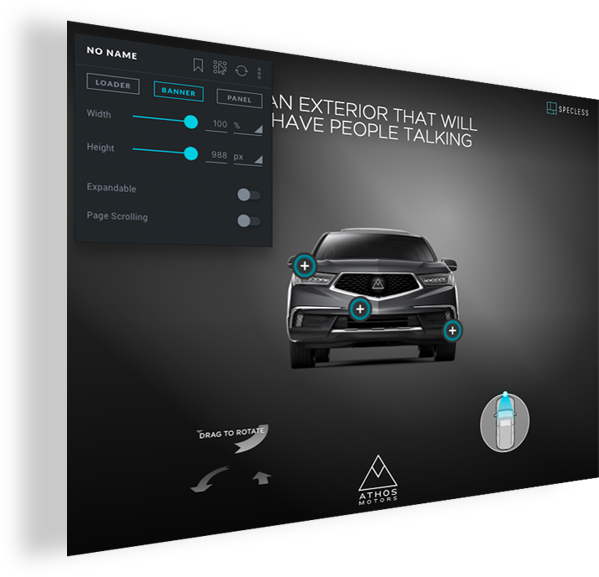 NO NAME
LOADER
BANNER
PANEL
Width
100 %
Height
988 px
Expandable
Page Scrolling
AN EXTERIOR THAT WILL
HAVE PEOPLE TALKING
SPECLESS
DRAG TO ROTATE
ATHOS
MOTORS